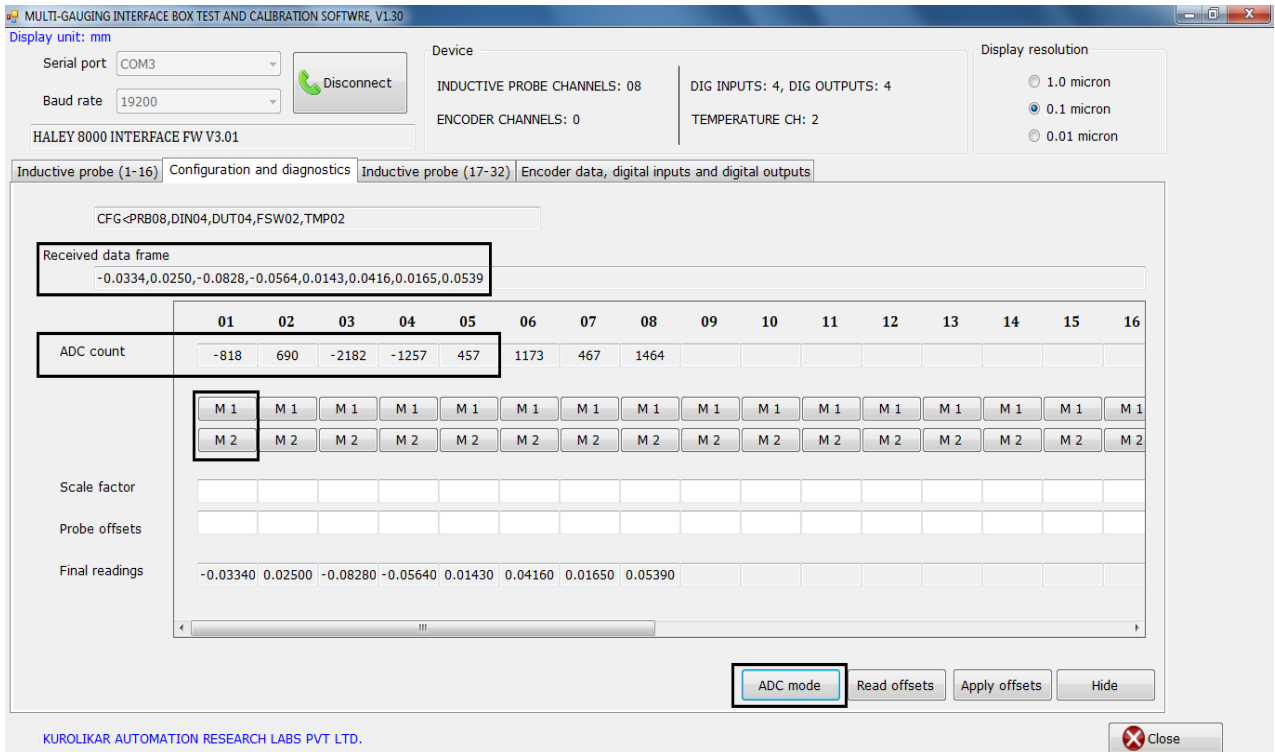 MULTI-GAUGING INTERFACE BOX TEST AND CALIBRATION SOFTWRE, V1.30
Display unit: mm
Serial port COM3
Baud rate 19200
Disconnect
HALEY 8000 INTERFACE FW V3.01
Device
INDUCTIVE PROBE CHANNELS: 08
ENCODER CHANNELS: 0
DIG INPUTS: 4, DIG OUTPUTS: 4
TEMPERATURE CH: 2
Display resolution
1.0 micron
0.1 micron
0.01 micron
Inductive probe (1-16) Configuration and diagnostics Inductive probe (17-32) Encoder data, digital inputs and digital outputs
CFG<PRB08,DIN04,DUT04,FSW02,TMP02
Received data frame
-0.0334,0.0250,-0.0828,-0.0564,0.0143,0.0416,0.0165,0.0539
01 02 03 04 05 06 07 08 09 10 11 12 13 14 15 16
ADC count -818 690 -2182 -1257 457 1173 467 1464
M 1 M 1 M 1 M 1 M 1 M 1 M 1 M 1 M 1 M 1 M 1 M 1 M 1 M 1 M 1 M 1
M 2 M 2 M 2 M 2 M 2 M 2 M 2 M 2 M 2 M 2 M 2 M 2 M 2 M 2 M 2 M 2
Scale factor
Probe offsets
Final readings -0.03340 0.02500 -0.08280 -0.05640 0.01430 0.04160 0.01650 0.05390
ADC mode Read offsets Apply offsets Hide
KUROLIKAR AUTOMATION RESEARCH LABS PVT LTD.
Close